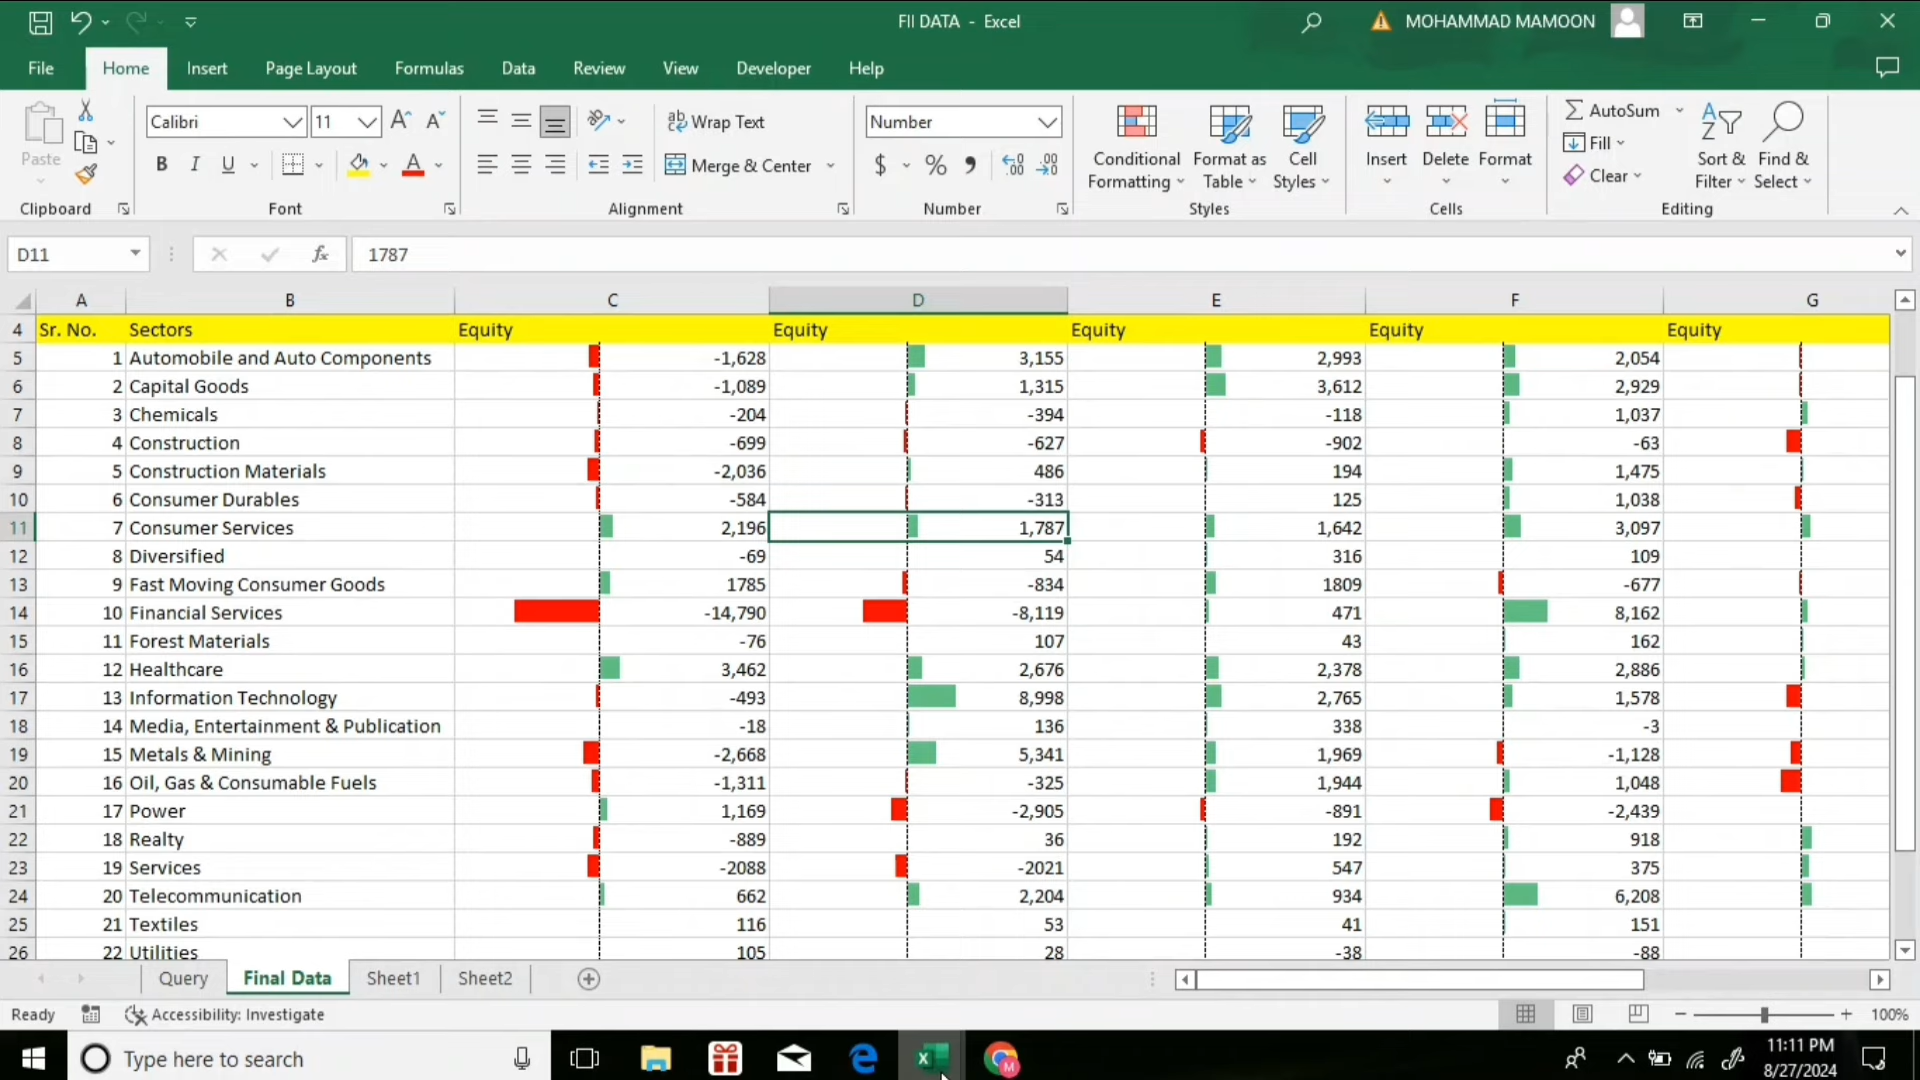 FII DATA - Excel
MOHAMMAD MAMOON
File Home Insert Page Layout Formulas Data Review View Developer Help
Paste
Calibri 11
Wrap Text
Merge & Center
Number
Conditional Formatting
Format as Table
Cell Styles
Insert Delete Format
AutoSum
Fill
Clear
Sort & Filter
Find & Select
Clipboard Font Alignment Number Styles Cells Editing
D11 fx 1787
A B C D E F G
4 Sr. No. Sectors Equity Equity Equity Equity Equity
5 1 Automobile and Auto Components -1,628 3,155 2,993 2,054
6 2 Capital Goods -1,089 1,315 3,612 2,929
7 3 Chemicals -204 -394 -118 1,037
8 4 Construction -699 -627 -902 -63
9 5 Construction Materials -2,036 486 194 1,475
10 6 Consumer Durables -584 -313 125 1,038
11 7 Consumer Services 2,196 1,787 1,642 3,097
12 8 Diversified -69 54 316 109
13 9 Fast Moving Consumer Goods 1785 -834 1809 -677
14 10 Financial Services -14,790 -8,119 471 8,162
15 11 Forest Materials -76 107 43 162
16 12 Healthcare 3,462 2,676 2,378 2,886
17 13 Information Technology -493 8,998 2,765 1,578
18 14 Media, Entertainment & Publication -18 136 338 -3
19 15 Metals & Mining -2,668 5,341 1,969 -1,128
20 16 Oil, Gas & Consumable Fuels -1,311 -325 1,944 1,048
21 17 Power 1,169 -2,905 -891 -2,439
22 18 Realty -889 36 192 918
23 19 Services -2088 -2021 547 375
24 20 Telecommunication 662 2,204 934 6,208
25 21 Textiles 116 53 41 151
26 22 Utilities 105 28 -38 -88
Query Final Data Sheet1 Sheet2
Ready Accessibility: Investigate 100%
Type here to search
11:11 PM
8/27/2024